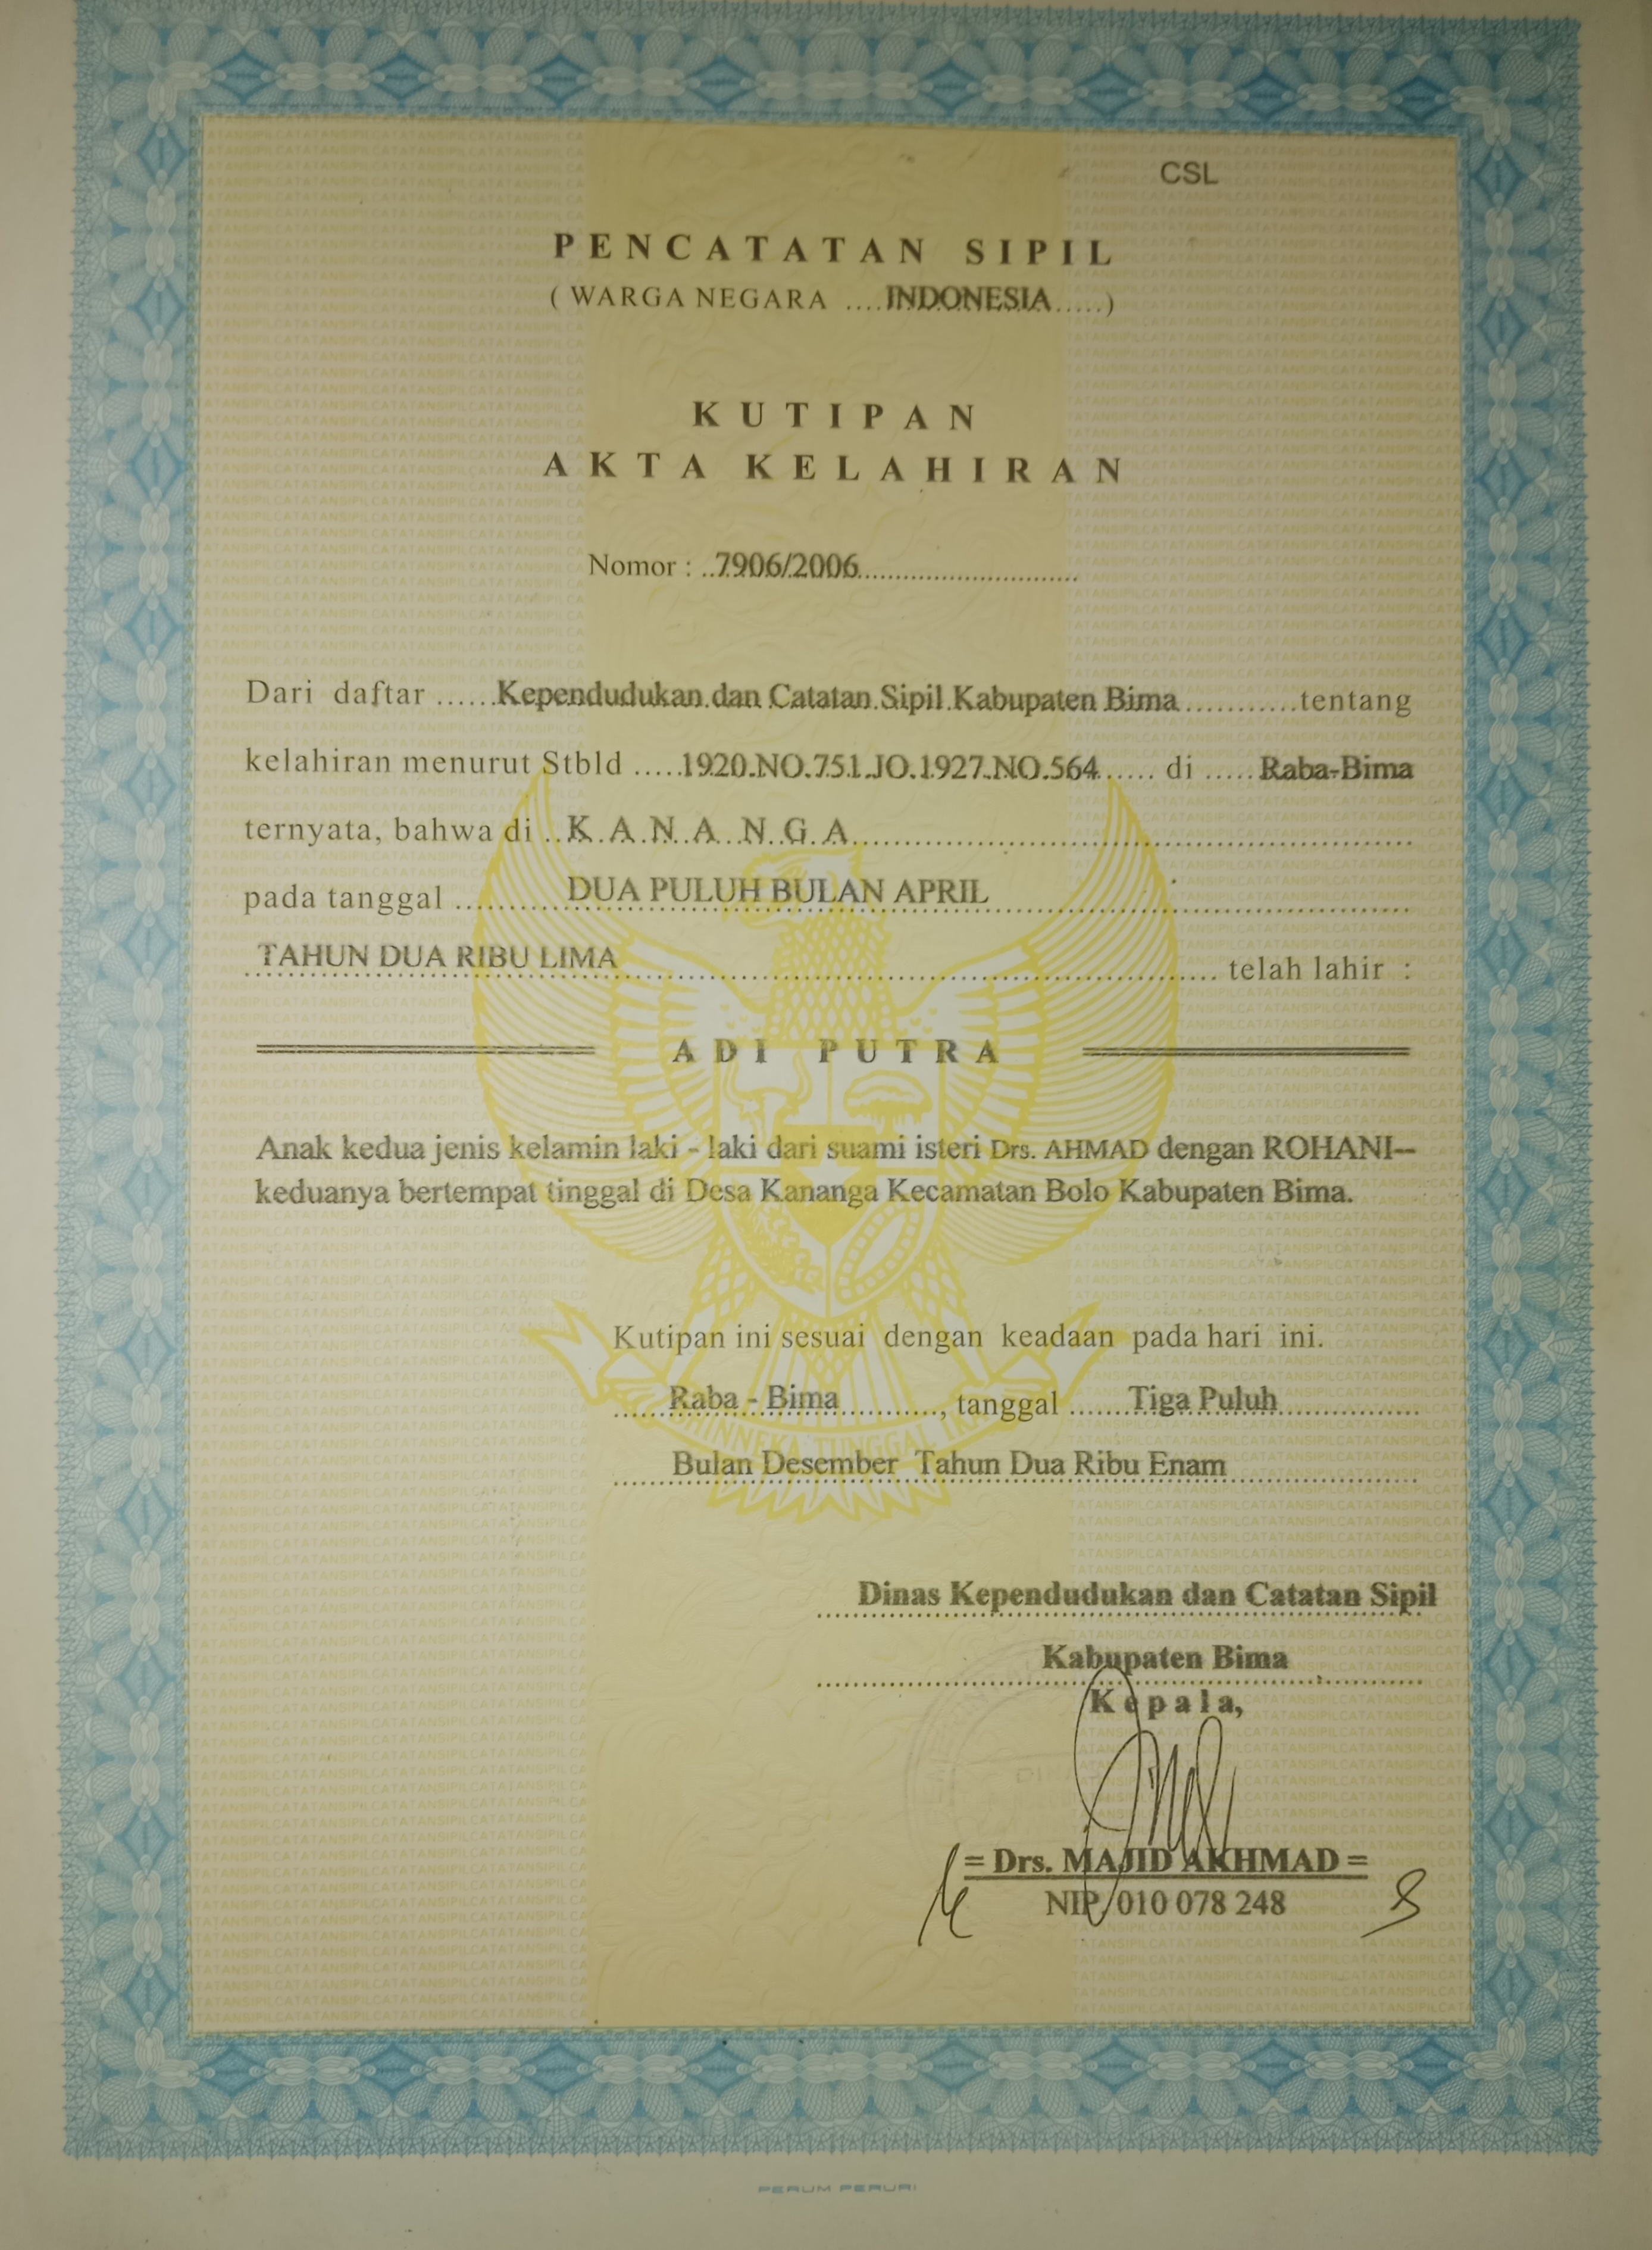 CSL
PENCATATAN SIPIL
( WARGA NEGARA ....INDONESIA.....)
KUTIPAN
AKTA KELAHIRAN
Nomor : ..7906/2006..............................
Dari daftar ......Kependudukan dan Catatan Sipil Kabupaten Bima...........tentang
kelahiran menurut Stbld .....1920.NO.751.JO.1927.NO.564...... di .....Raba-Bima
ternyata, bahwa di ..K.A.N.A.N.G.A..............................
pada tanggal ..........DUA PULUH BULAN APRIL..............................
TAHUN DUA RIBU LIMA.............................. telah lahir :
ADI PUTRA
Anak kedua jenis kelamin laki - laki dari suami isteri Drs. AHMAD dengan ROHANI--
keduanya bertempat tinggal di Desa Kananga Kecamatan Bolo Kabupaten Bima.
Kutipan ini sesuai dengan keadaan pada hari ini.
......Raba - Bima..........., tanggal .......Tiga Puluh................
Bulan Desember Tahun Dua Ribu Enam
Dinas Kependudukan dan Catatan Sipil
Kabupaten Bima
Kepala,
= Drs. MAJID AKHMAD =
NIP. 010 078 248
PERUM PERURI